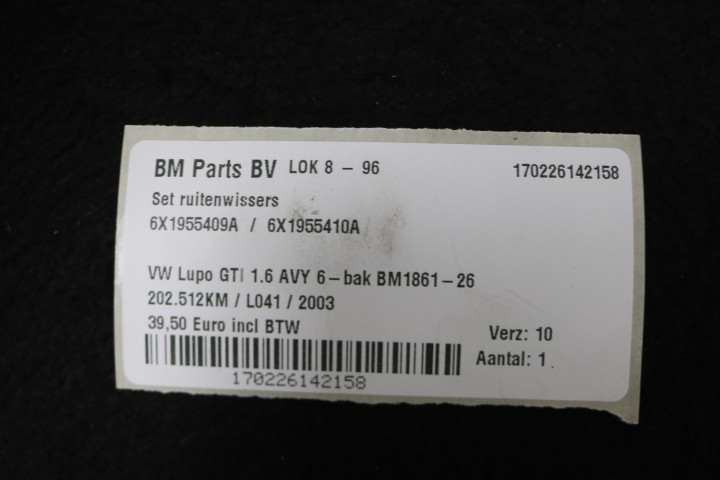 BM Parts BV LOK 8 - 96 170226142158
Set ruitenwissers
6X1955409A / 6X1955410A
VW Lupo GTI 1.6 AVY 6-bak BM1861-26
202.512KM / L041 / 2003
39,50 Euro incl BTW
Verz: 10
Aantal: 1
170226142158